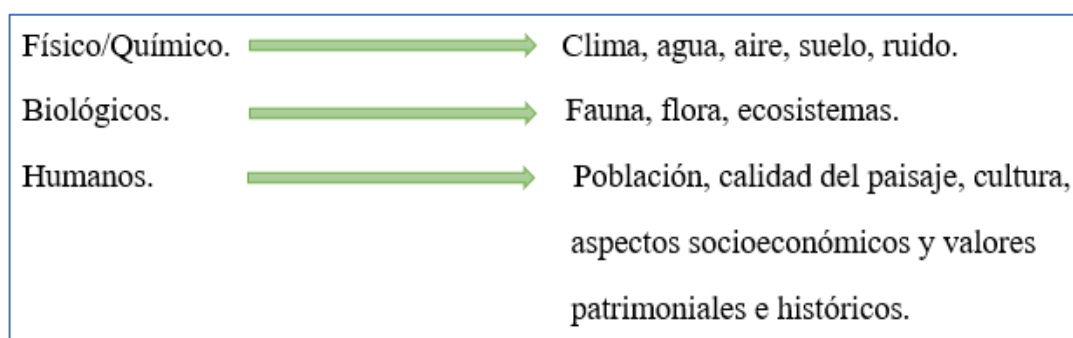 Físico/Químico. Clima, agua, aire, suelo, ruido.
Biológicos. Fauna, flora, ecosistemas.
Humanos. Población, calidad del paisaje, cultura,
aspectos socioeconómicos y valores
patrimoniales e históricos.